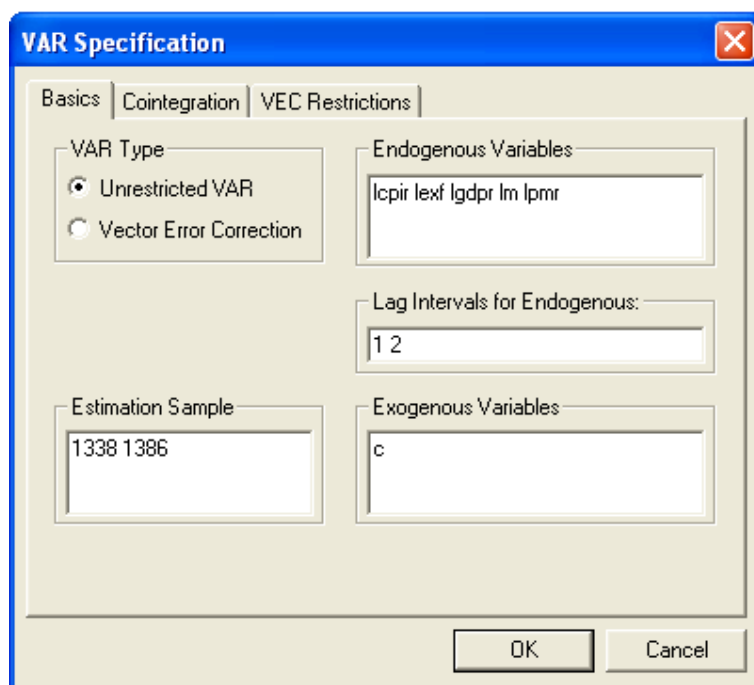 VAR Specification
Basics
Cointegration
VEC Restrictions
VAR Type
Unrestricted VAR
Vector Error Correction
Endogenous Variables
lcpir lexf lgdpr lm lpmr
Lag Intervals for Endogenous:
1 2
Estimation Sample
1338 1386
Exogenous Variables
c
OK
Cancel